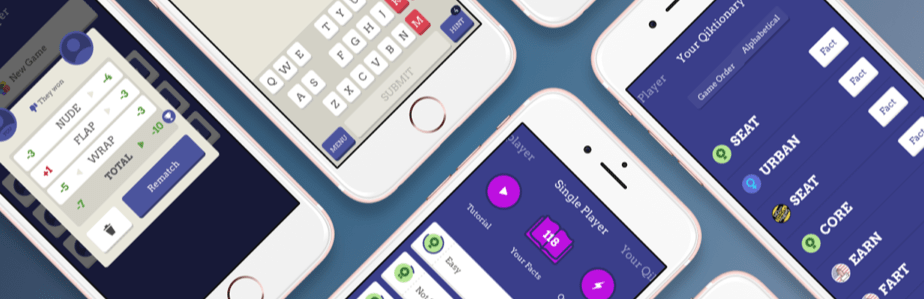 New Game
They won
-3 NUDE -4
+1 FLAP -3
-5 WRAP -3
-7 TOTAL -10
Rematch
Q W E T Y U
A S F G H J
Z X C V B N M
MENU SUBMIT HINT
layer Single Player Your Qi
Tutorial
118
Your Facts
Easy
Not
Player Your Qiktionary
Game Order Alphabetical
SEAT Fact
URBAN Fact
SEAT Fact
CORE Fact
EARN
FART